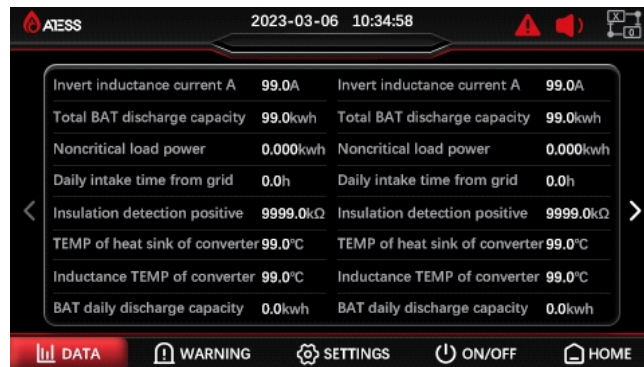 ATESS 2023-03-06 10:34:58
X
0
Invert inductance current A 99.0A Invert inductance current A 99.0A
Total BAT discharge capacity 99.0kwh Total BAT discharge capacity 99.0kwh
Noncritical load power 0.000kwh Noncritical load power 0.000kwh
Daily intake time from grid 0.0h Daily intake time from grid 0.0h
Insulation detection positive 9999.0kΩ Insulation detection positive 9999.0kΩ
TEMP of heat sink of converter 99.0℃ TEMP of heat sink of converter 99.0℃
Inductance TEMP of converter 99.0℃ Inductance TEMP of converter 99.0℃
BAT daily discharge capacity 0.0kwh BAT daily discharge capacity 0.0kwh
DATA WARNING SETTINGS ON/OFF HOME